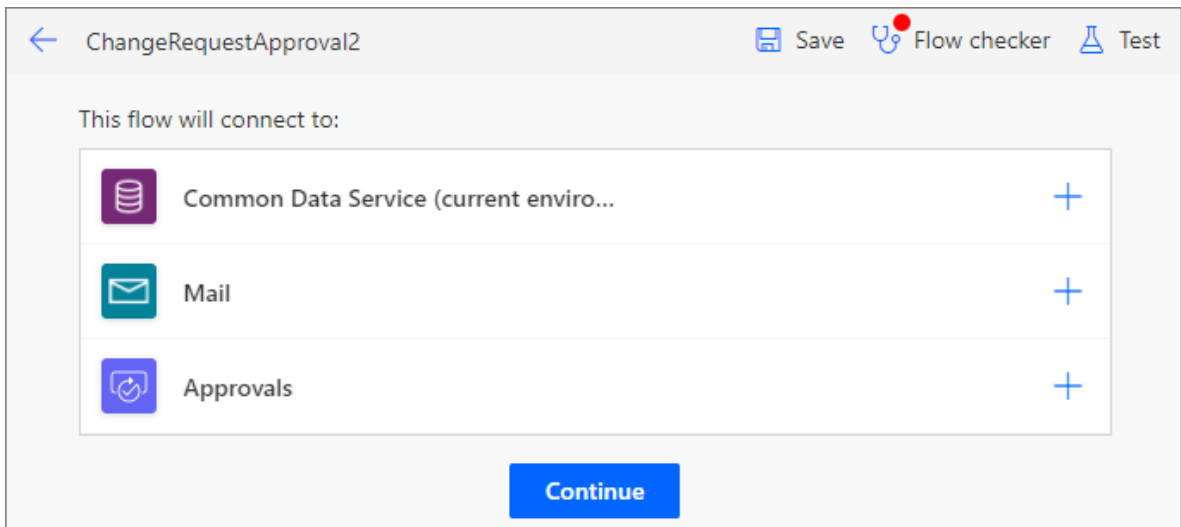 ChangeRequestApproval2 Save Flow checker Test
This flow will connect to:
Common Data Service (current enviro...
Mail
Approvals
Continue